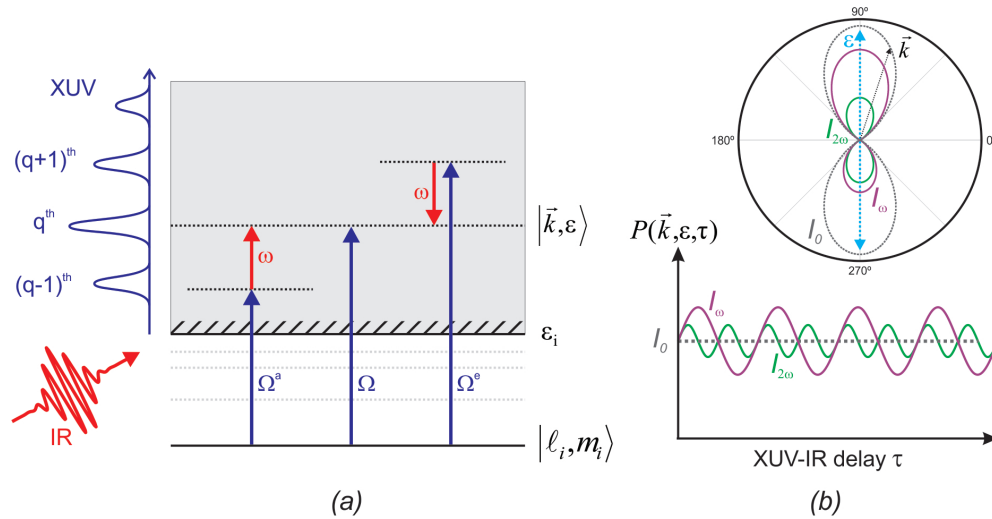 (a)
XUV
(q+1)ᵗʰ
qᵗʰ
(q-1)ᵗʰ
IR
ω
ω
|k⃗,ε⟩
εᵢ
Ωᵃ
Ω
Ωᵉ
|ℓᵢ,mᵢ⟩
(a)
(b)
90º
ε
k⃗
180º
0
I₂ω
Iω
I₀
270º
P(k⃗,ε,τ)
Iω
I₀
I₂ω
XUV-IR delay τ
(b)